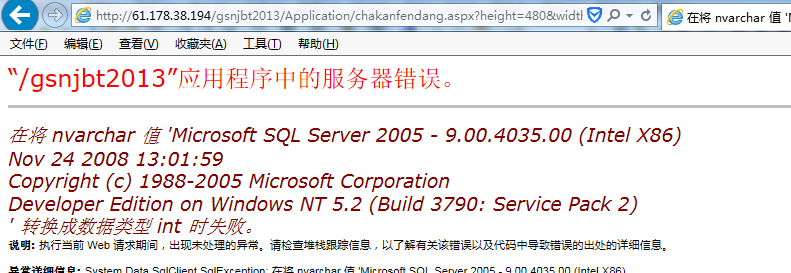 http://61.178.38.194/gsnjbt2013/Application/chakanfendang.aspx?height=480&widtl
在将 nvarchar 值 'M
文件(F) 编辑(E) 查看(V) 收藏夹(A) 工具(T) 帮助(H)
“/gsnjbt2013”应用程序中的服务器错误。
在将 nvarchar 值 'Microsoft SQL Server 2005 - 9.00.4035.00 (Intel X86)
Nov 24 2008 13:01:59
Copyright (c) 1988-2005 Microsoft Corporation
Developer Edition on Windows NT 5.2 (Build 3790: Service Pack 2)
' 转换成数据类型 int 时失败。
说明: 执行当前 Web 请求期间，出现未处理的异常。请检查堆栈跟踪信息，以了解有关该错误以及代码中导致错误的出处的详细信息。
异常详细信息: System.Data.SqlClient.SqlException: 在将 nvarchar 值 'Microsoft SQL Server 2005 - 9.00.4035.00 (Intel X86)